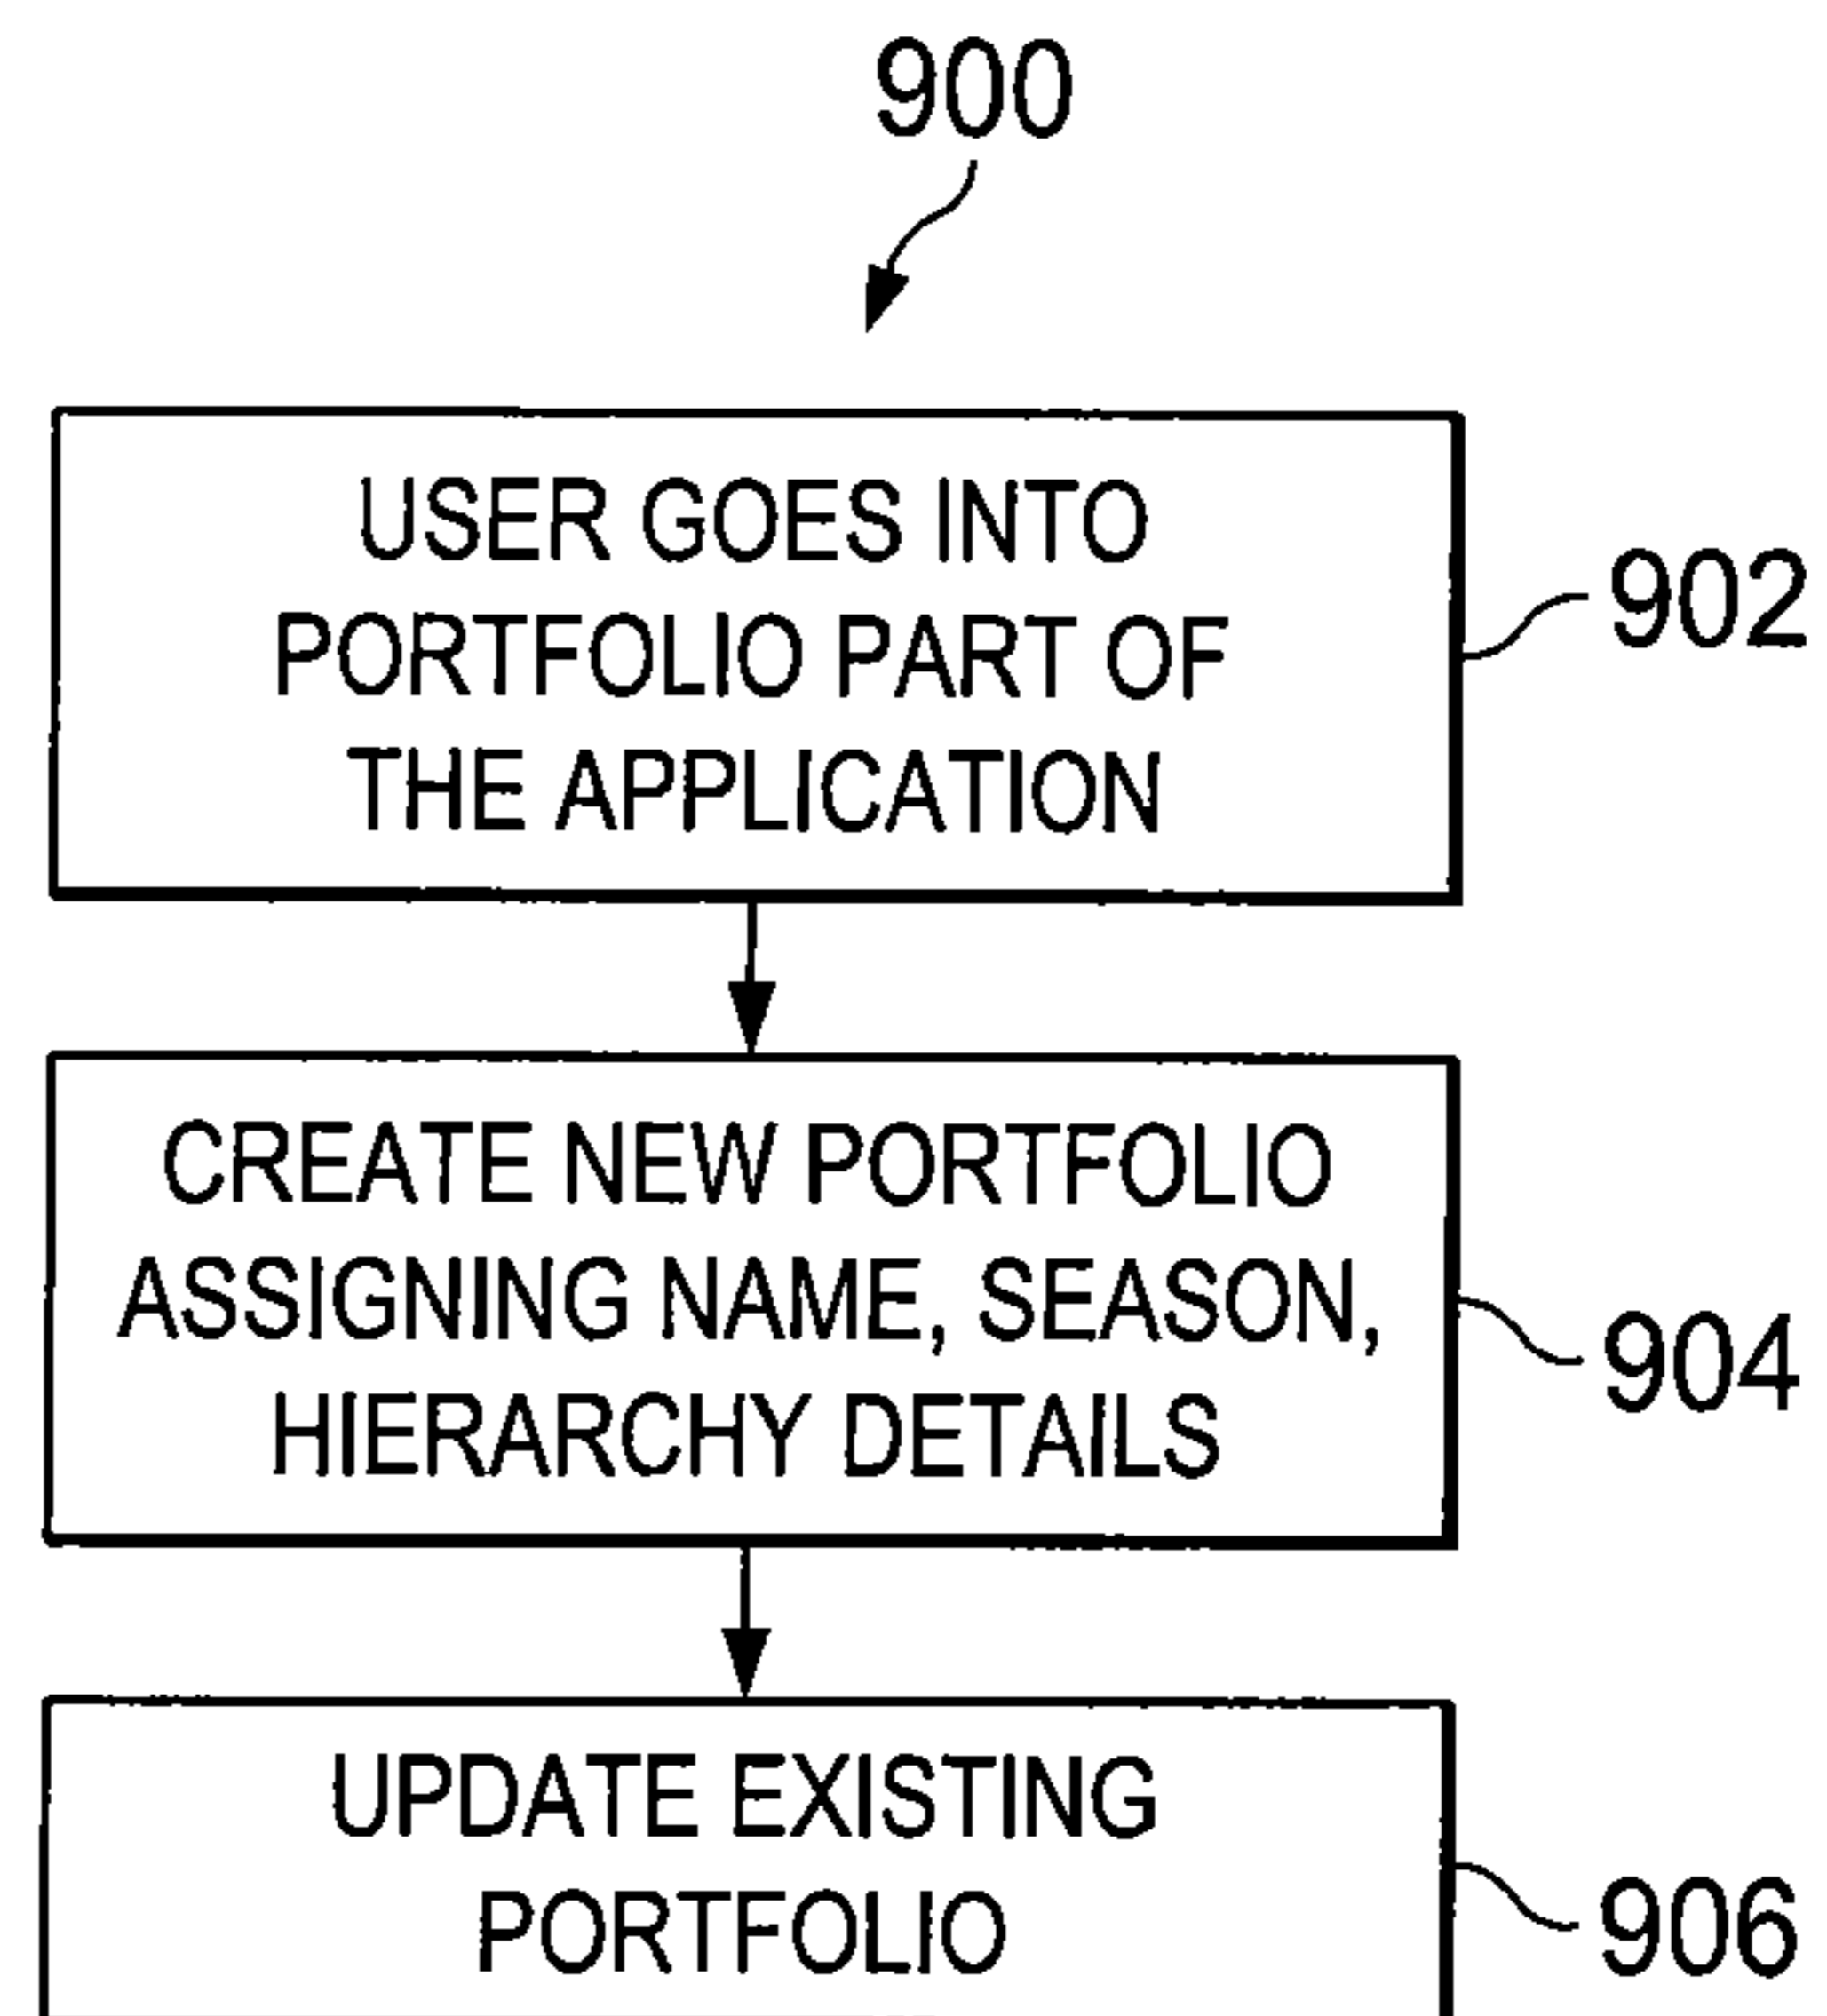 900
USER GOES INTO
PORTFOLIO PART OF
THE APPLICATION
902
CREATE NEW PORTFOLIO
ASSIGNING NAME, SEASON,
HIERARCHY DETAILS
904
UPDATE EXISTING
PORTFOLIO
906